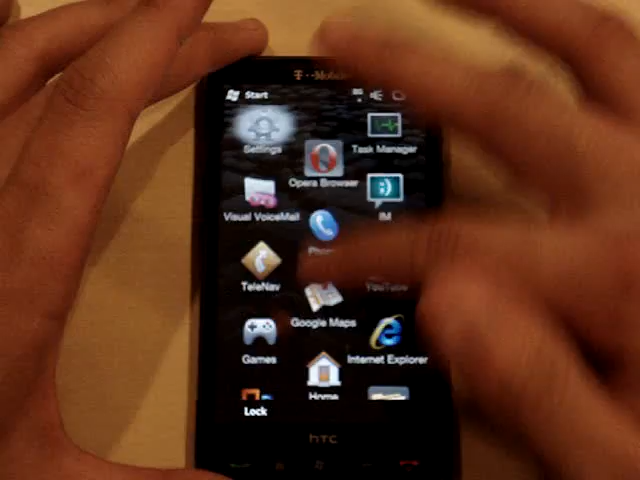 T··Mobile
Start
Settings
Task Manager
Opera Browser
Visual VoiceMail
IM
Phone
TeleNav
YouTube
Google Maps
Games
Internet Explorer
Home
Lock
hTC